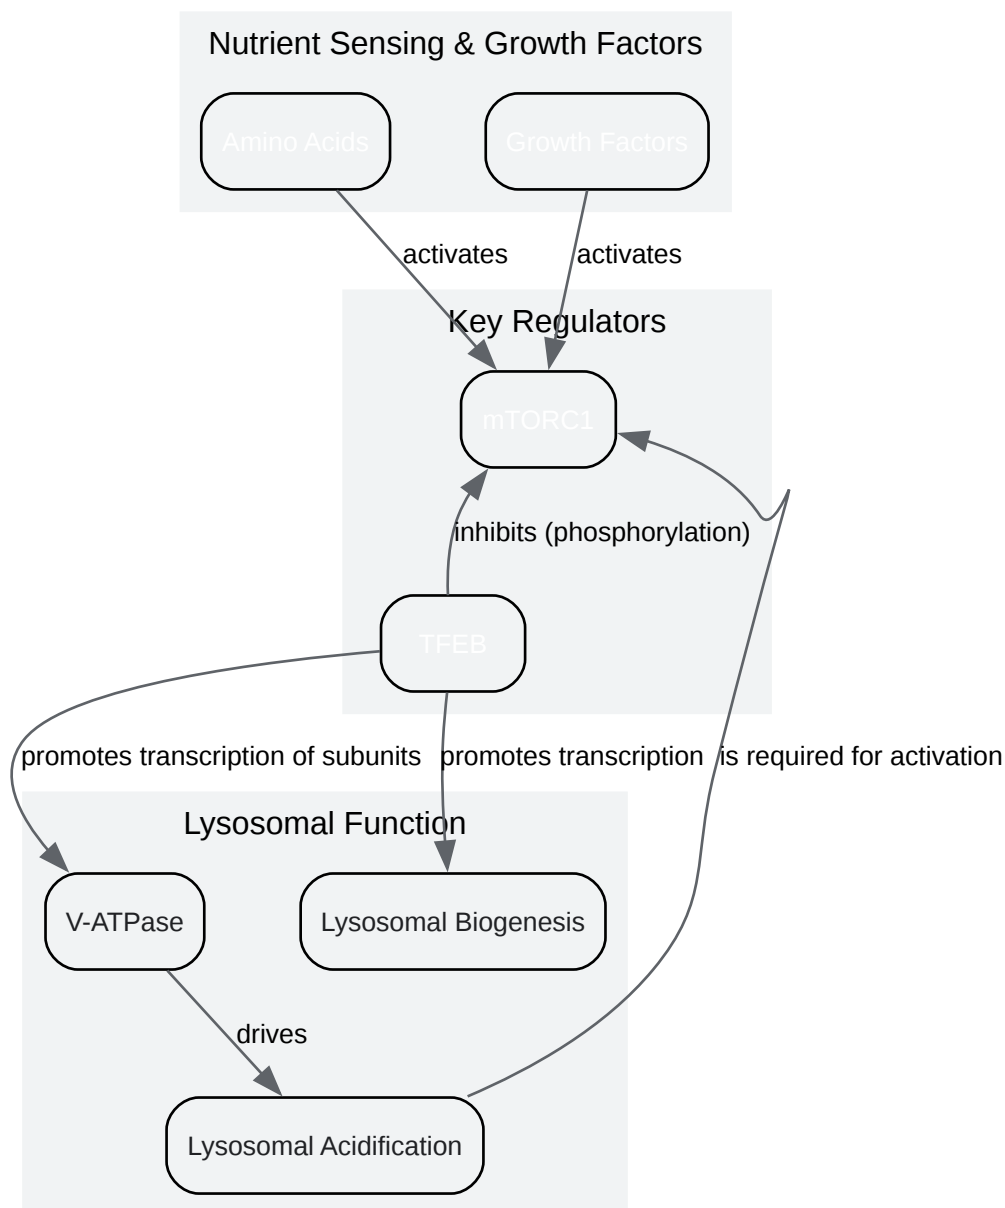 Nutrient Sensing & Growth Factors
Amino Acids
Growth Factors
activates
activates
Key Regulators
mTORC1
inhibits (phosphorylation)
TFEB
promotes transcription of subunits
promotes transcription
is required for activation
Lysosomal Function
V-ATPase
Lysosomal Biogenesis
drives
Lysosomal Acidification